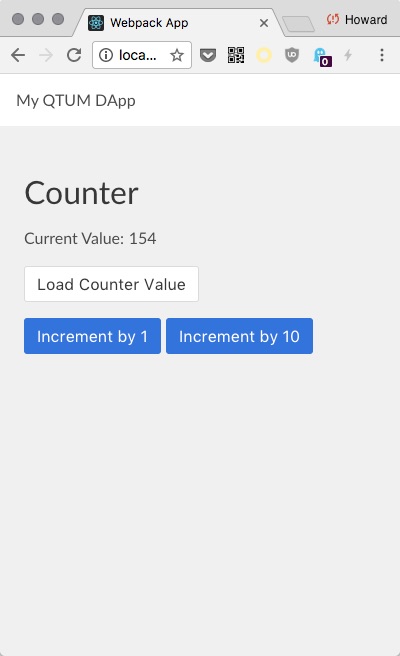 Webpack App
Howard
loca...
UD
0
My QTUM DApp
Counter
Current Value: 154
Load Counter Value
Increment by 1 Increment by 10